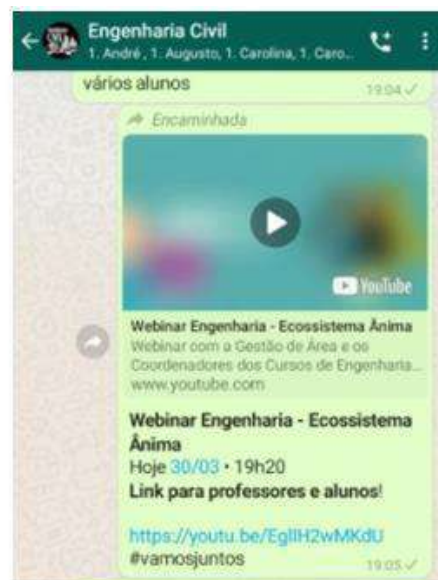 Engenharia Civil
1. André , 1. Augusto, 1. Carolina, 1. Caro...
vários alunos
19:04
Encaminhada
YouTube
Webinar Engenharia - Ecossistema Ânima
Webinar com a Gestão de Área e os
Coordenadores dos Cursos de Engenharia...
www.youtube.com
Webinar Engenharia - Ecossistema
Ânima
Hoje 30/03 • 19h20
Link para professores e alunos!
https://youtu.be/EgIlH2wMKdU
#vamosjuntos
19:05